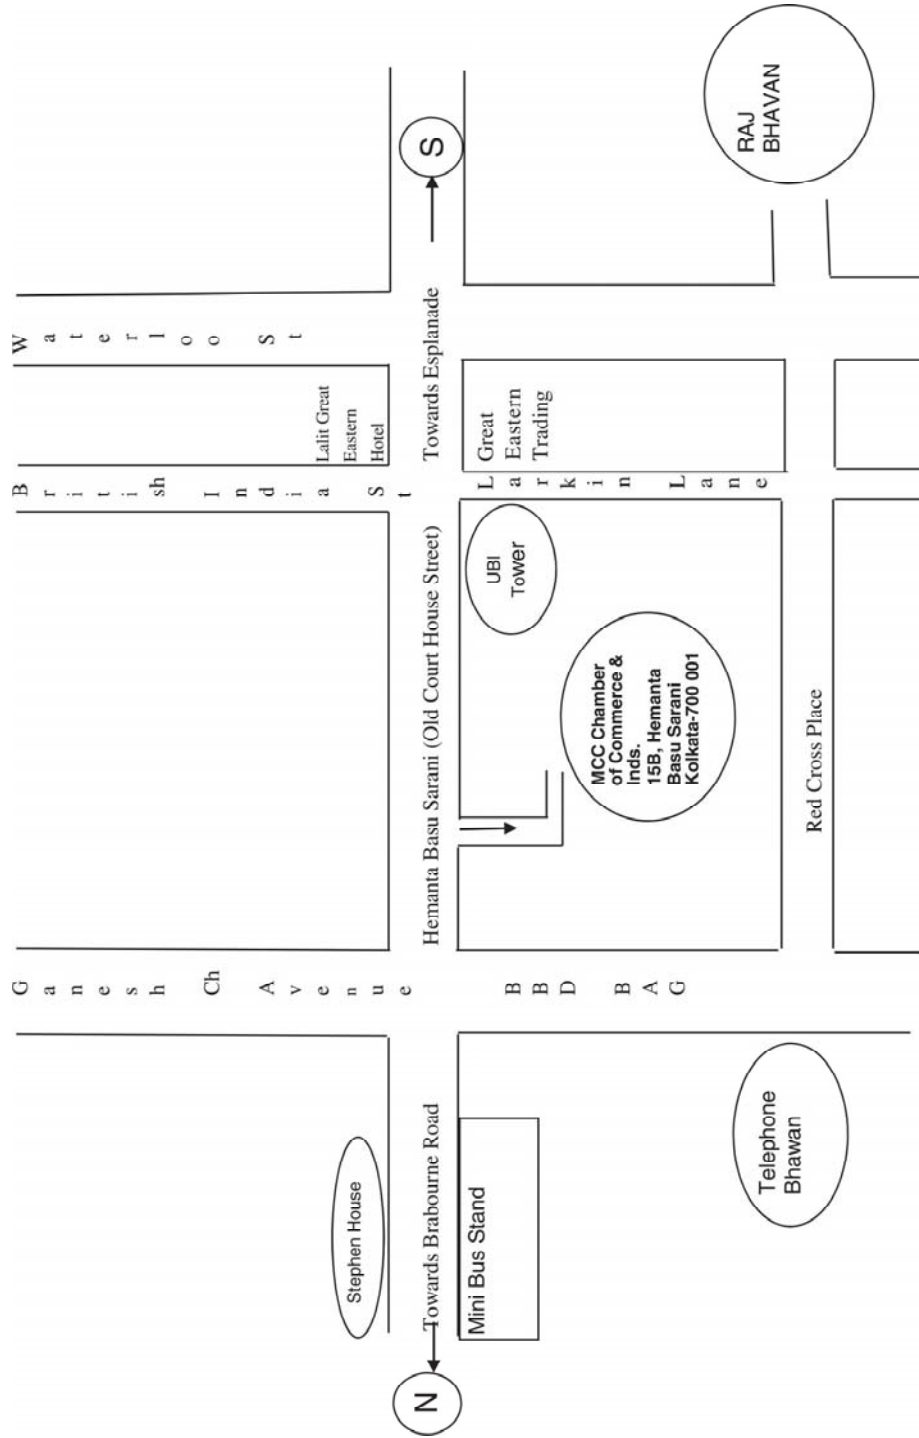 N
S
Towards Brabourne Road
Hemanta Basu Sarani (Old Court House Street)
Towards Esplanade
Stephen House
Mini Bus Stand
Telephone
Bhawan
Ganesh Ch Avenue
BBD BAG
British India St
Waterloo St
Lalit Great
Eastern
Hotel
Great
Eastern
Trading
Larkin Lane
UBI
Tower
MCC Chamber
of Commerce &
Inds.
15B, Hemanta
Basu Sarani
Kolkata-700 001
Red Cross Place
RAJ
BHAVAN